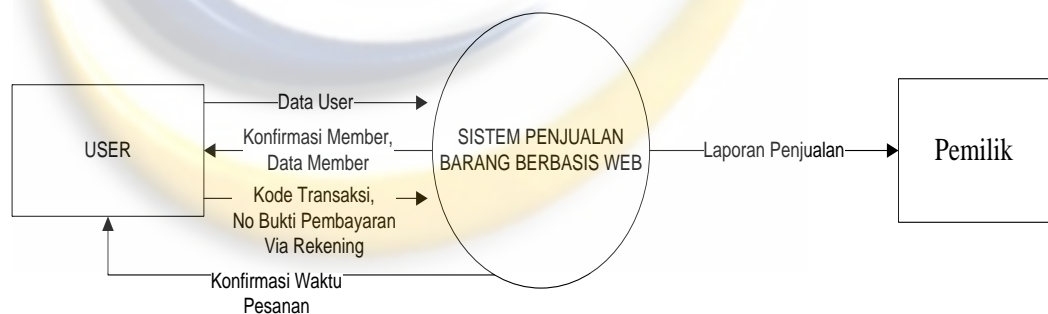 USER
Data User
Konfirmasi Member,
Data Member
Kode Transaksi,
No Bukti Pembayaran
Via Rekening
Konfirmasi Waktu
Pesanan
SISTEM PENJUALAN
BARANG BERBASIS WEB
Laporan Penjualan
Pemilik